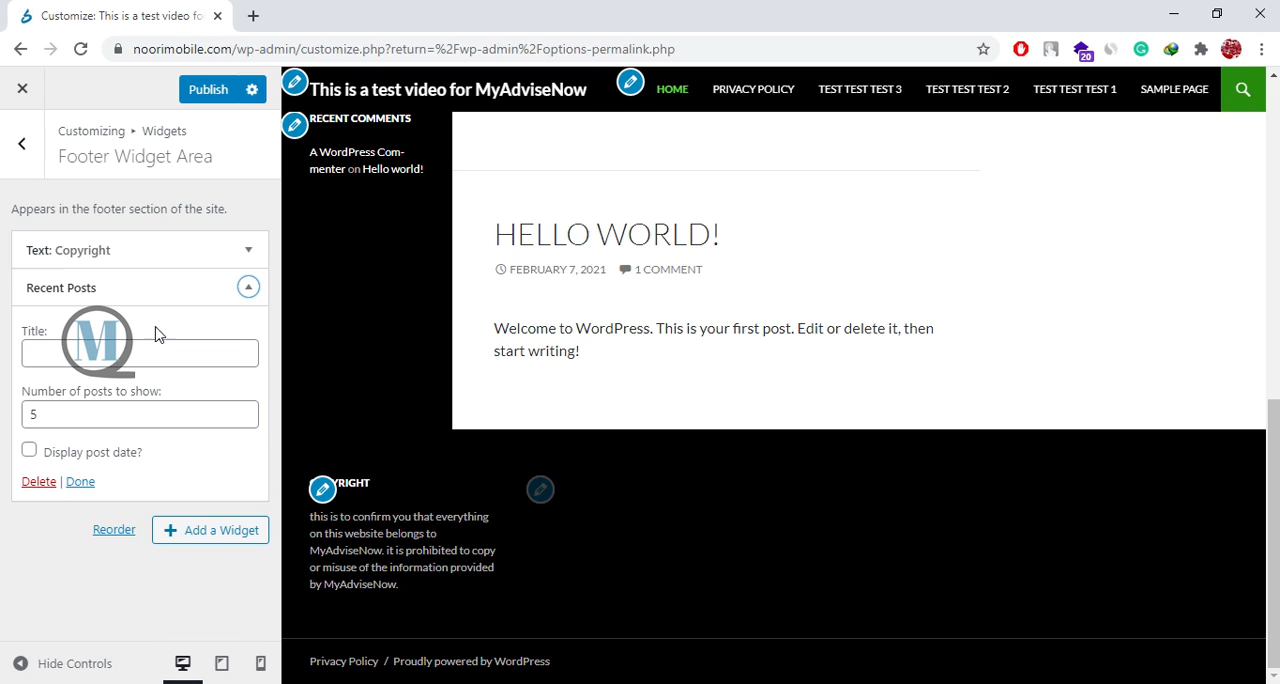 Customize: This is a test video fo
noorimobile.com/wp-admin/customize.php?return=%2Fwp-admin%2Foptions-permalink.php
20
Publish
Customizing ▸ Widgets
Footer Widget Area
Appears in the footer section of the site.
Text: Copyright
Recent Posts
Title:
M
Number of posts to show:
5
Display post date?
Delete | Done
Reorder
Add a Widget
Hide Controls
This is a test video for MyAdviseNow
HOME PRIVACY POLICY TEST TEST TEST 3 TEST TEST TEST 2 TEST TEST TEST 1 SAMPLE PAGE
RECENT COMMENTS
A WordPress Com-
menter on Hello world!
HELLO WORLD!
FEBRUARY 7, 2021 1 COMMENT
Welcome to WordPress. This is your first post. Edit or delete it, then
start writing!
YRIGHT
this is to confirm you that everything
on this website belongs to
MyAdviseNow. it is prohibited to copy
or misuse of the information provided
by MyAdviseNow.
Privacy Policy / Proudly powered by WordPress